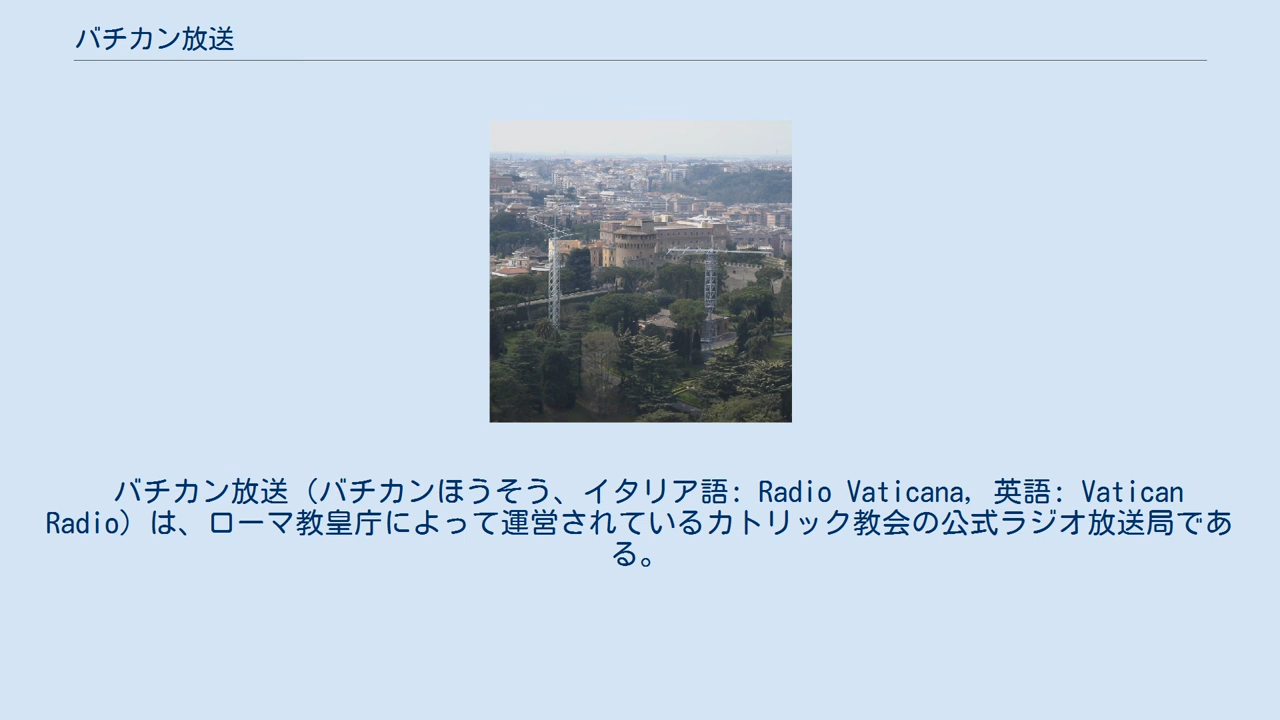 バチカン放送
バチカン放送（バチカンほうそう、イタリア語: Radio Vaticana, 英語: Vatican
Radio）は、ローマ教皇庁によって運営されているカトリック教会の公式ラジオ放送局であ
る。